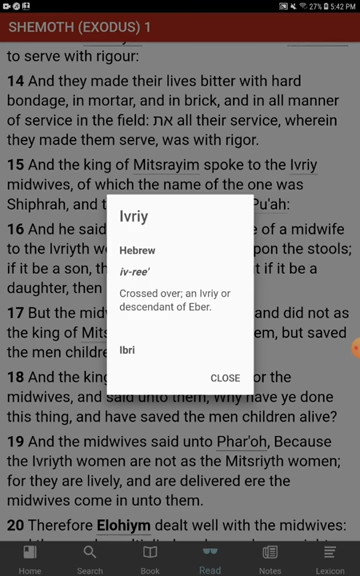 27% 5:42 PM
SHEMOTH (EXODUS) 1
to serve with rigour:
14 And they made their lives bitter with hard
bondage, in mortar, and in brick, and in all manner
of service in the field: את all their service, wherein
they made them serve, was with rigor.
15 And the king of Mitsrayim spoke to the Ivriy
midwives, of which the name of the one was
Shiphrah, and t Pu'ah:
16 And he said e of a midwife
to the Ivriyth w pon the stools;
if it be a son, th t if it be a
daughter, then
17 But the midw and did not as
the king of Mits em, but saved
the men childre
18 And the king or the
midwives, and said unto them, Why have ye done
this thing, and have saved the men children alive?
19 And the midwives said unto Phar'oh, Because
the Ivriyth women are not as the Mitsriyth women;
for they are lively, and are delivered ere the
midwives come in unto them.
20 Therefore Elohiym dealt well with the midwives:
Ivriy
Hebrew
iv-ree'
Crossed over; an Ivriy or
descendant of Eber.
Ibri
CLOSE
Home Search Book Read Notes Lexicon